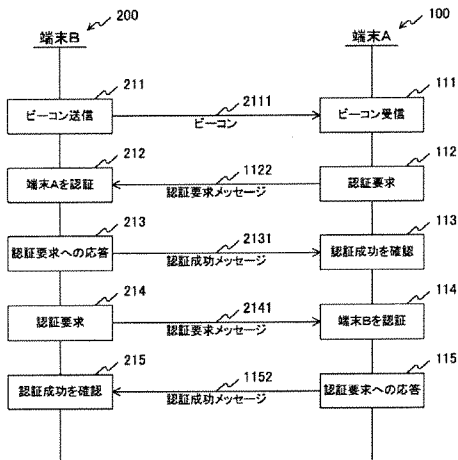 200
100
端末B
端末A
211
2111
111
ビーコン送信
ビーコン
ビーコン受信
212
1122
112
端末Aを認証
認証要求メッセージ
認証要求
213
2131
113
認証要求への応答
認証成功メッセージ
認証成功を確認
214
2141
114
認証要求
認証要求メッセージ
端末Bを認証
215
1152
115
認証成功を確認
認証成功メッセージ
認証要求への応答